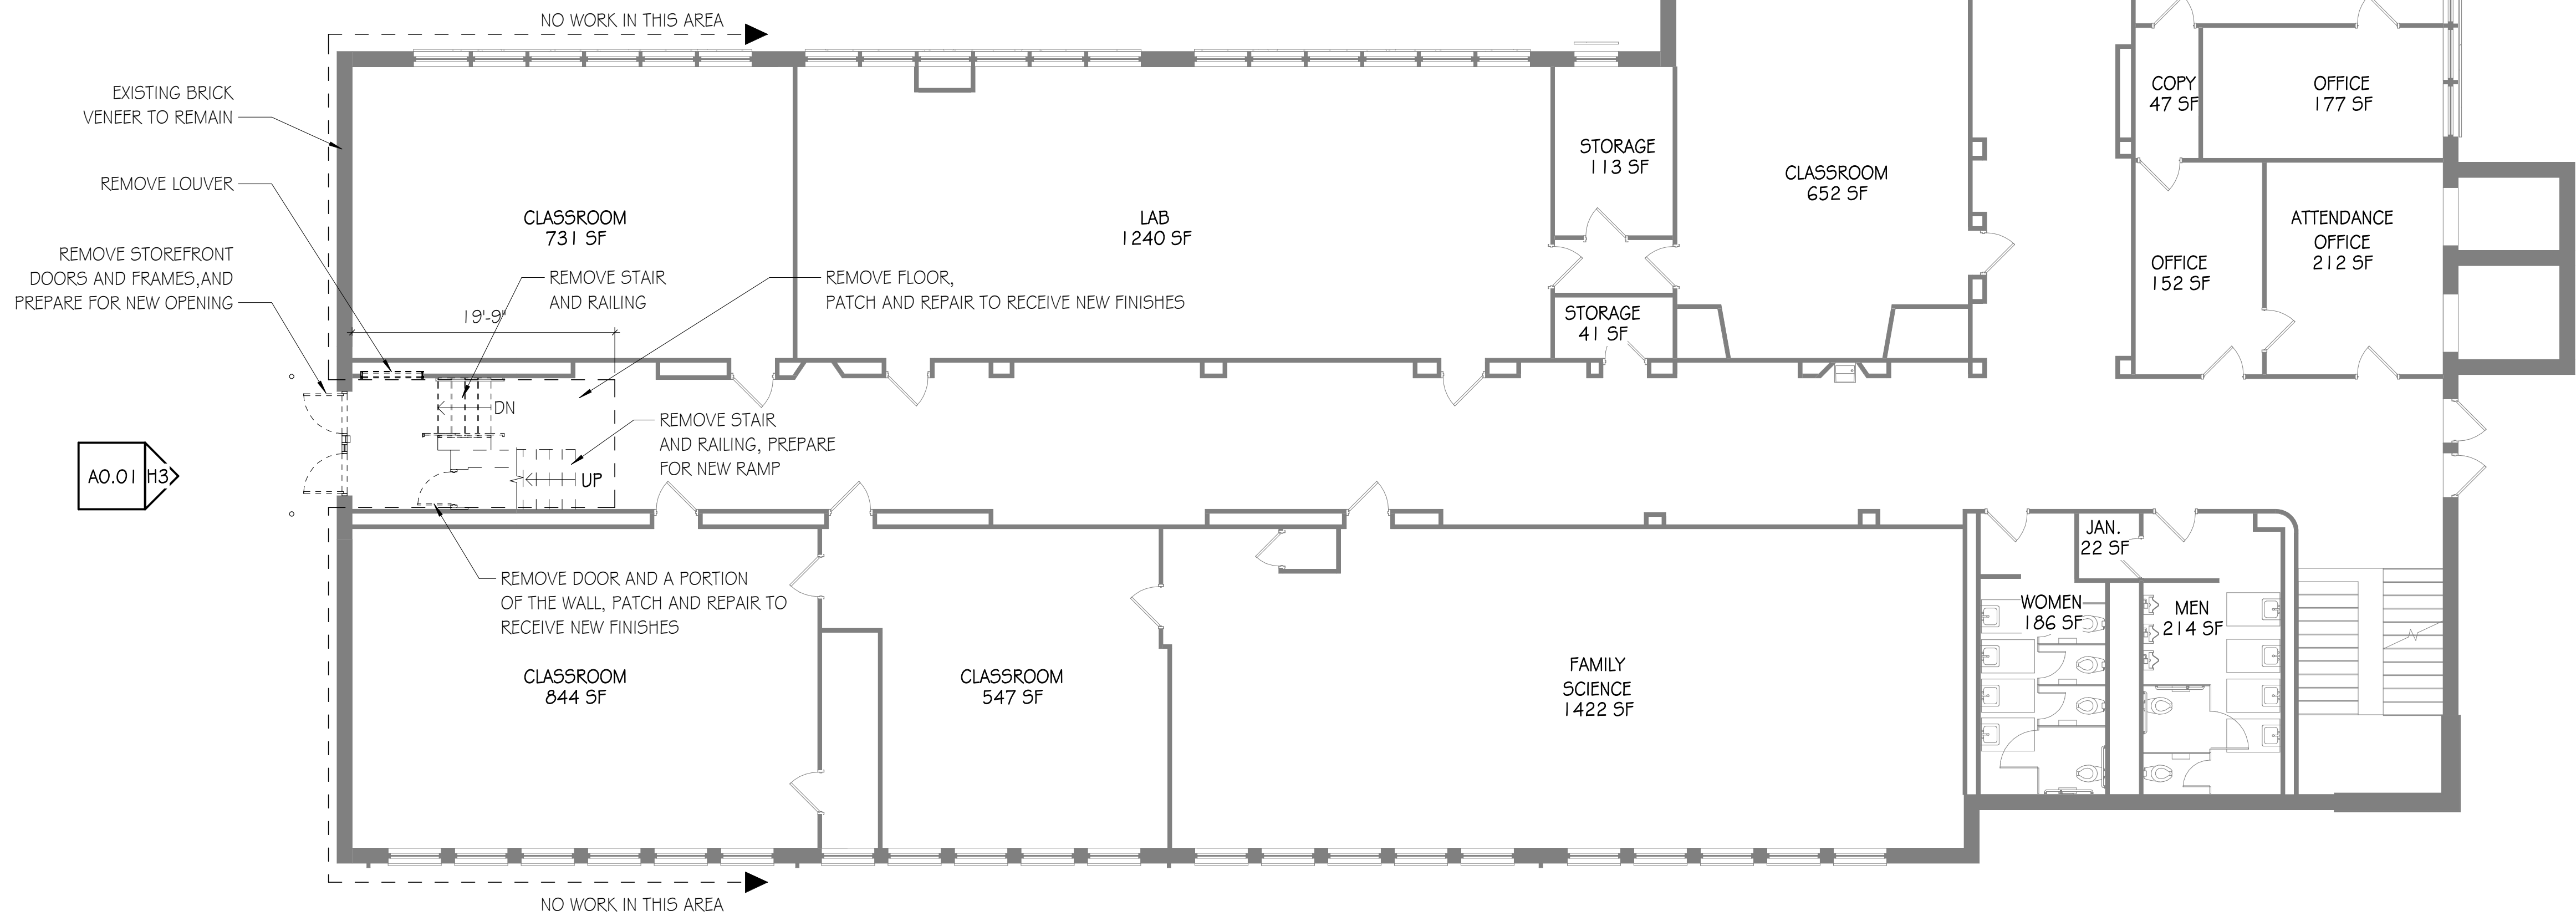 NO WORK IN THIS AREA
EXISTING BRICK
VENEER TO REMAIN
REMOVE LOUVER
REMOVE STOREFRONT
DOORS AND FRAMES,AND
PREPARE FOR NEW OPENING
CLASSROOM
731 SF
LAB
1240 SF
STORAGE
113 SF
STORAGE
41 SF
CLASSROOM
652 SF
COPY
47 SF
OFFICE
177 SF
OFFICE
152 SF
ATTENDANCE
OFFICE
212 SF
REMOVE STAIR
AND RAILING
REMOVE FLOOR,
PATCH AND REPAIR TO RECEIVE NEW FINISHES
19'-9"
DN
REMOVE STAIR
AND RAILING, PREPARE
FOR NEW RAMP
UP
A0.01
H3
REMOVE DOOR AND A PORTION
OF THE WALL, PATCH AND REPAIR TO
RECEIVE NEW FINISHES
CLASSROOM
844 SF
CLASSROOM
547 SF
FAMILY
SCIENCE
1422 SF
JAN.
22 SF
WOMEN
186 SF
MEN
214 SF
NO WORK IN THIS AREA